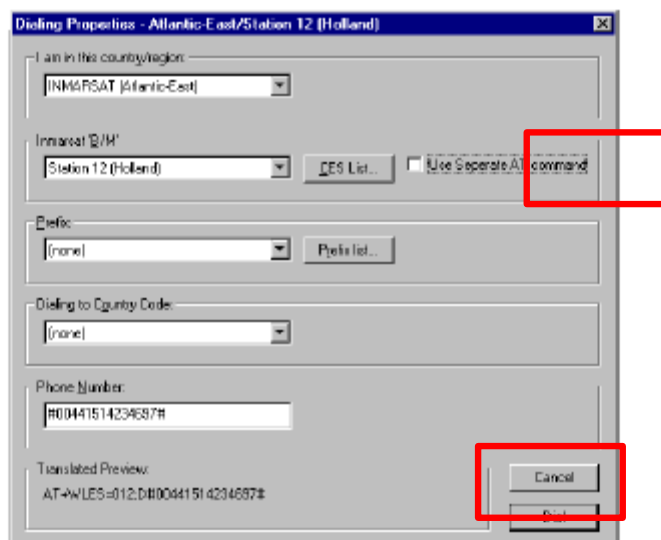 Dialing Properties - Atlantic-East/Station 12 (Holland)
I am in this country/region:
INMARSAT (Atlantic-East)
Inmarsat 'B/M'
Station 12 (Holland)
CES List...
Use Seperate AT command
Prefix:
(none)
Prefix list...
Dialing to Country Code:
(none)
Phone Number:
#00441514234697#
Translated Preview:
AT+WLES=012;D#00441514234697#
Cancel
Dial